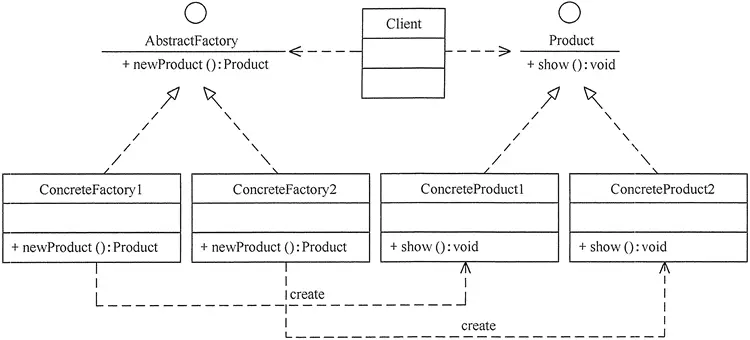 Client
AbstractFactory
+ newProduct():Product
Product
+ show():void
ConcreteFactory1
+ newProduct():Product
ConcreteFactory2
+ newProduct():Product
ConcreteProduct1
+ show():void
ConcreteProduct2
+ show():void
create
create